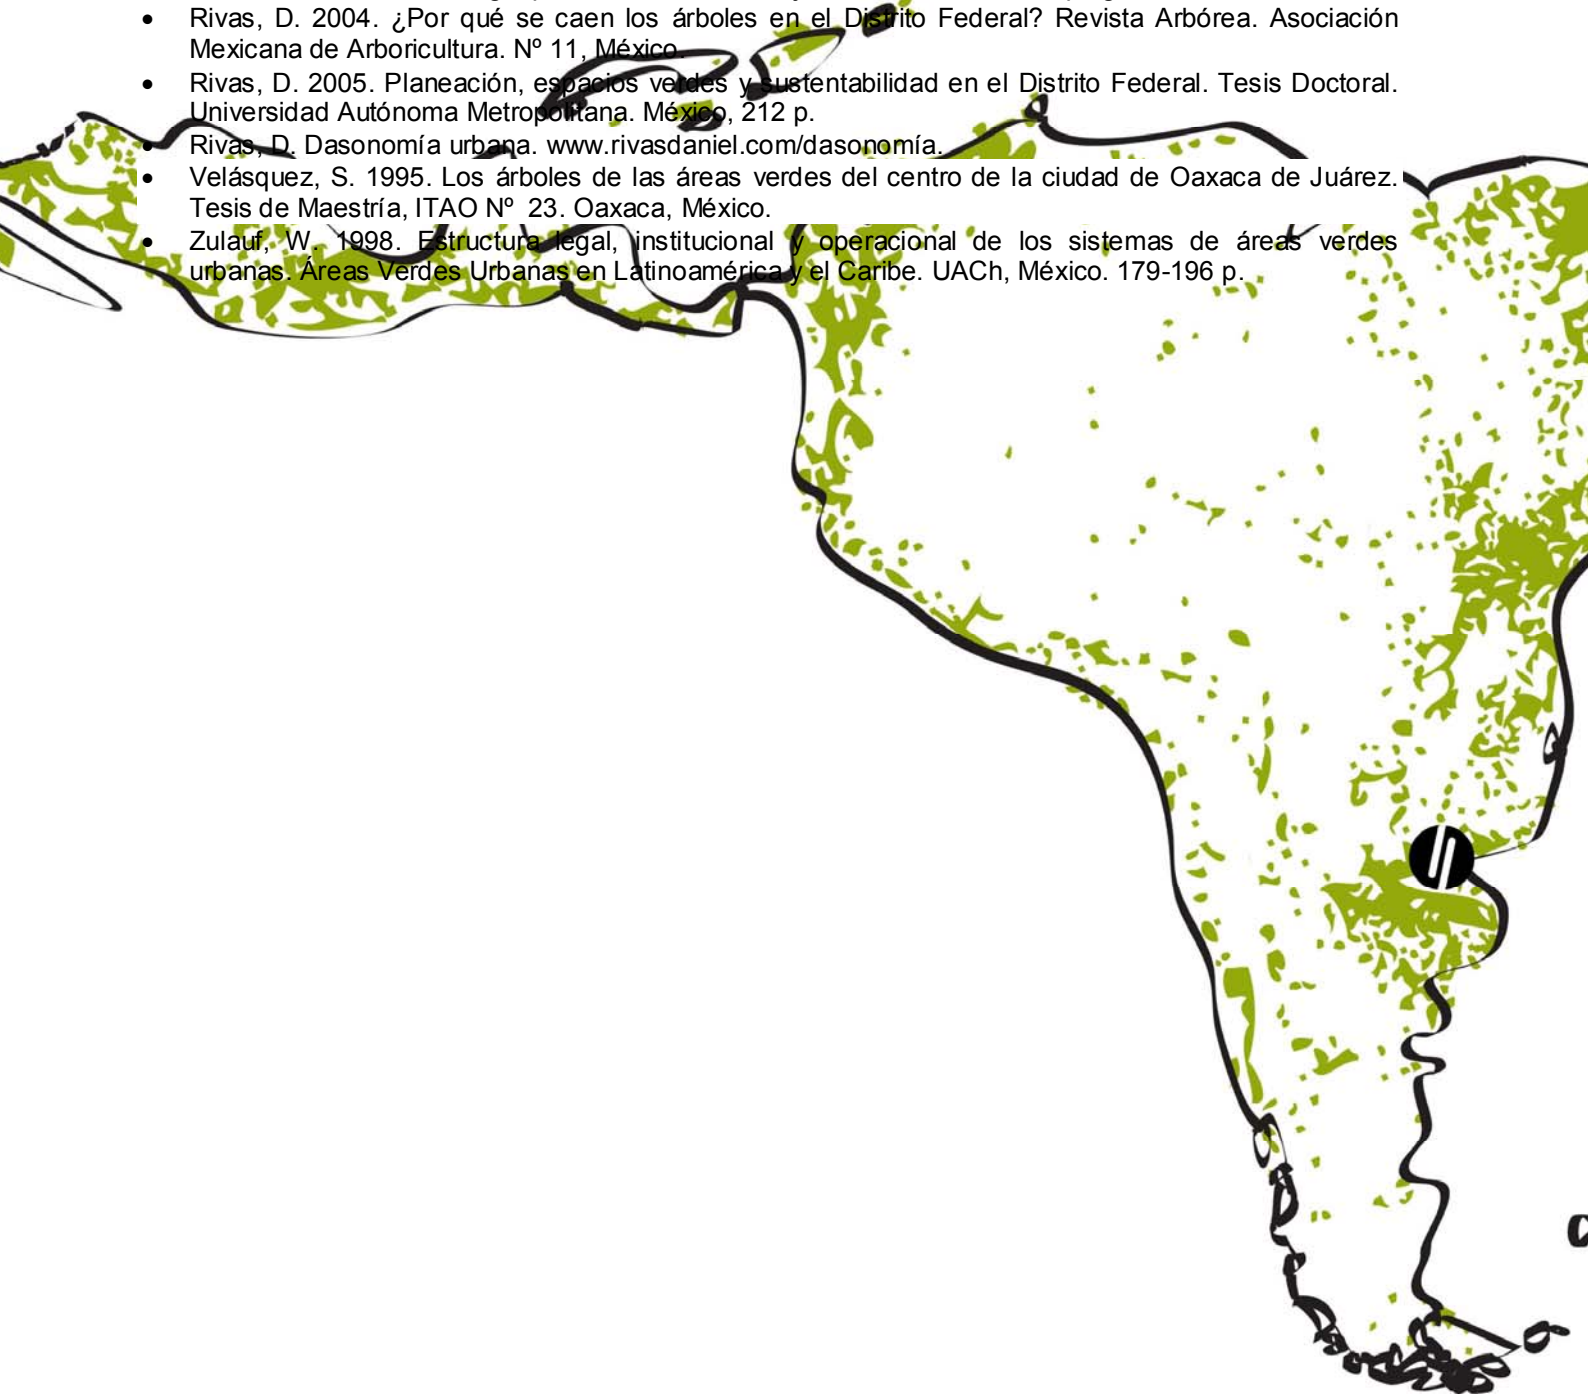 • Rivas, D. 2004. ¿Por qué se caen los árboles en el Distrito Federal? Revista Arbórea. Asociación
Mexicana de Arboricultura. Nº 11, México.
• Rivas, D. 2005. Planeación, espacios verdes y sustentabilidad en el Distrito Federal. Tesis Doctoral.
Universidad Autónoma Metropolitana. México, 212 p.
• Rivas, D. Dasonomía urbana. www.rivasdaniel.com/dasonomía.
• Velásquez, S. 1995. Los árboles de las áreas verdes del centro de la ciudad de Oaxaca de Juárez.
Tesis de Maestría, ITAO Nº 23. Oaxaca, México.
• Zulauf, W. 1998. Estructura legal, institucional y operacional de los sistemas de áreas verdes
urbanas. Áreas Verdes Urbanas en Latinoamérica y el Caribe. UACh, México. 179-196 p.